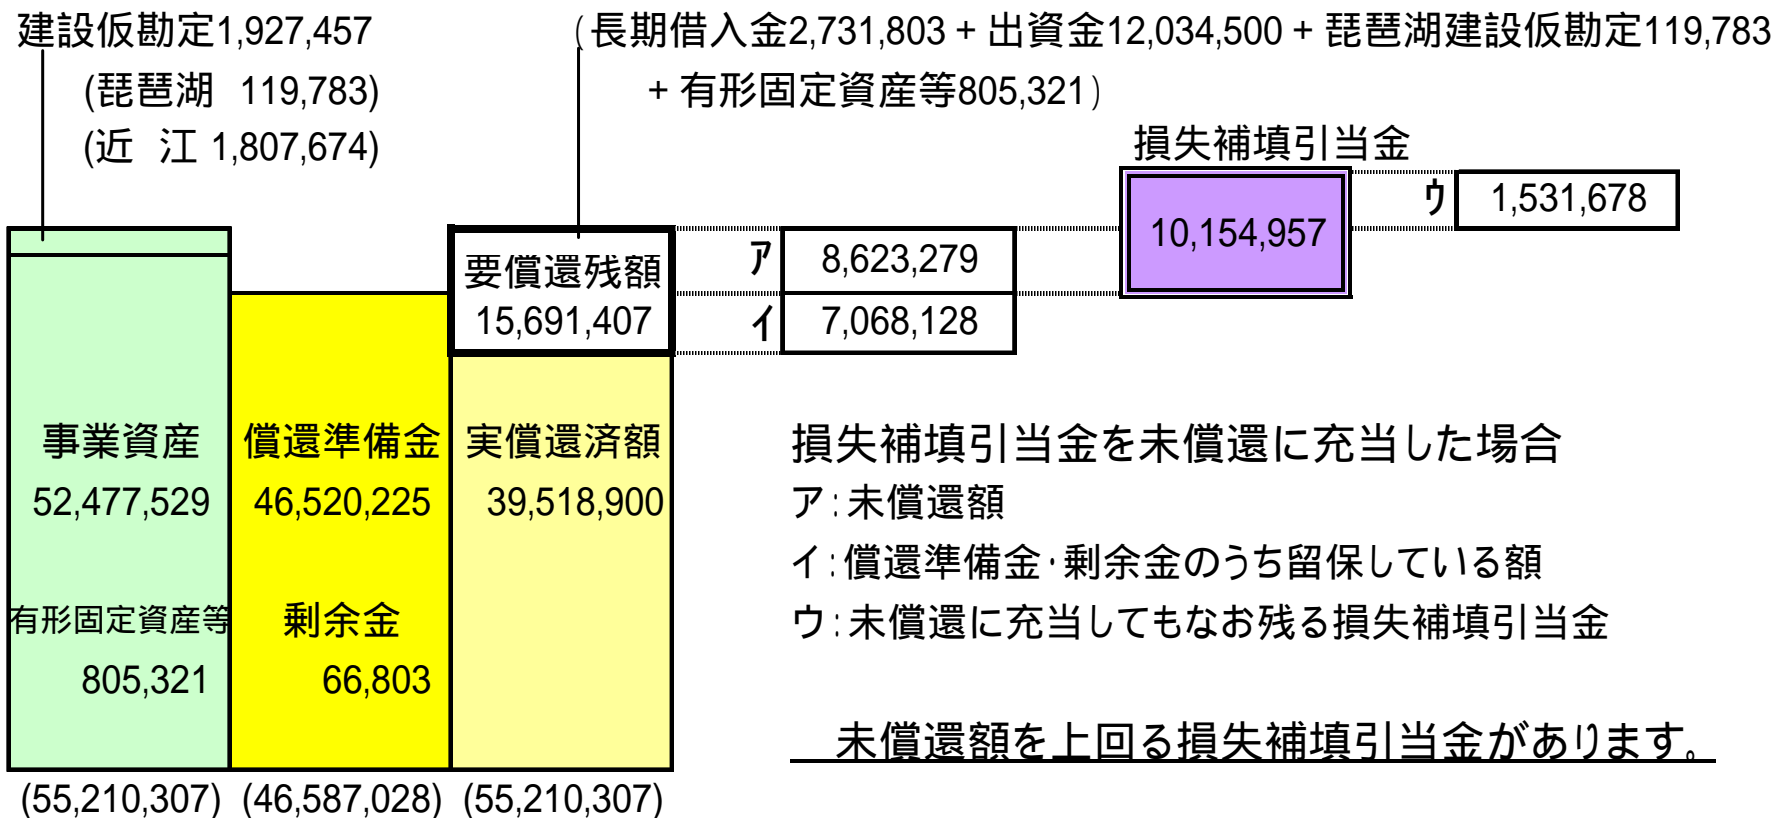 建設仮勘定1,927,457
(琵琶湖 119,783)
(近 江 1,807,674)
(長期借入金2,731,803 + 出資金12,034,500 + 琵琶湖建設仮勘定119,783
+ 有形固定資産等805,321)
損失補填引当金
10,154,957
ウ 1,531,678
要償還残額
15,691,407
ア 8,623,279
イ 7,068,128
事業資産
52,477,529
有形固定資産等
805,321
償還準備金
46,520,225
剰余金
66,803
実償還済額
39,518,900
損失補填引当金を未償還に充当した場合
ア:未償還額
イ:償還準備金・剰余金のうち留保している額
ウ:未償還に充当してもなお残る損失補填引当金
未償還額を上回る損失補填引当金があります。
(55,210,307) (46,587,028) (55,210,307)